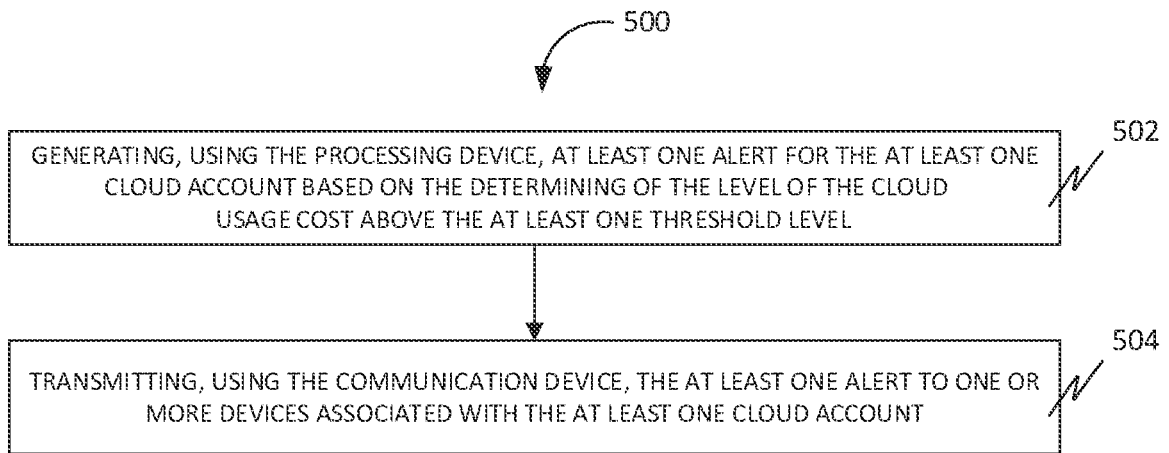 500
502
GENERATING, USING THE PROCESSING DEVICE, AT LEAST ONE ALERT FOR THE AT LEAST ONE
CLOUD ACCOUNT BASED ON THE DETERMINING OF THE LEVEL OF THE CLOUD
USAGE COST ABOVE THE AT LEAST ONE THRESHOLD LEVEL
504
TRANSMITTING, USING THE COMMUNICATION DEVICE, THE AT LEAST ONE ALERT TO ONE OR
MORE DEVICES ASSOCIATED WITH THE AT LEAST ONE CLOUD ACCOUNT